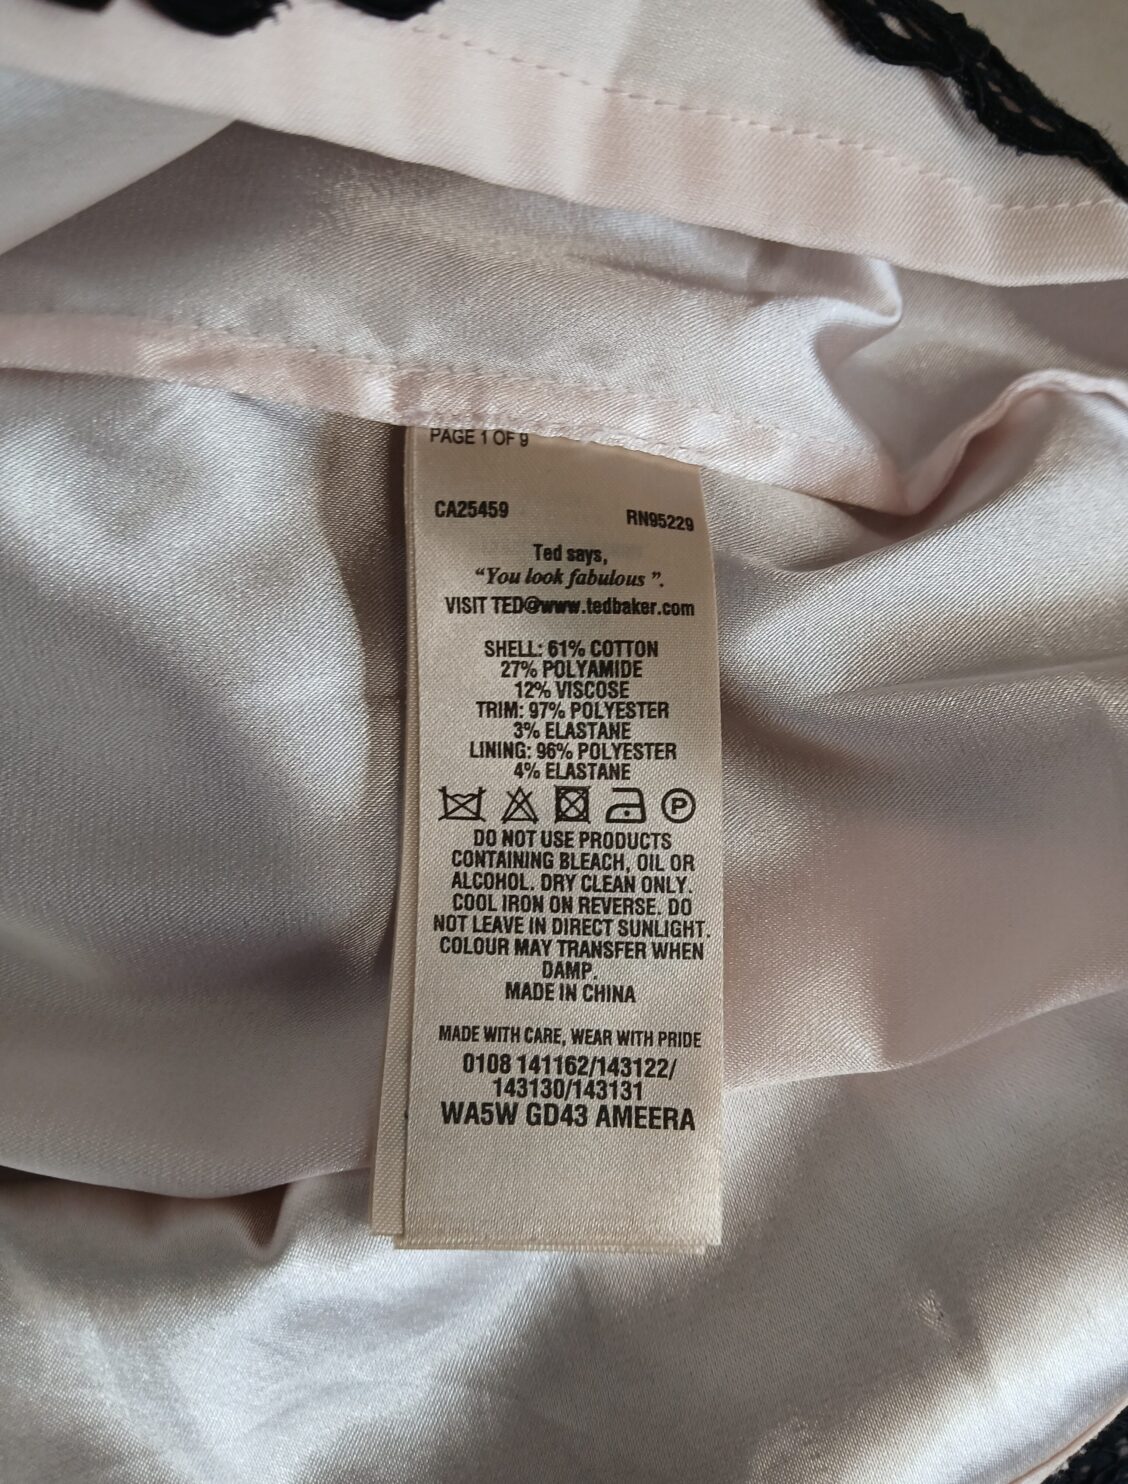 PAGE 1 OF 9
CA25459 RN95229
Ted says,
“You look fabulous ”.
VISIT TED@www.tedbaker.com
SHELL: 61% COTTON
27% POLYAMIDE
12% VISCOSE
TRIM: 97% POLYESTER
3% ELASTANE
LINING: 96% POLYESTER
4% ELASTANE
P
DO NOT USE PRODUCTS
CONTAINING BLEACH, OIL OR
ALCOHOL. DRY CLEAN ONLY.
COOL IRON ON REVERSE. DO
NOT LEAVE IN DIRECT SUNLIGHT.
COLOUR MAY TRANSFER WHEN
DAMP.
MADE IN CHINA
MADE WITH CARE, WEAR WITH PRIDE
0108 141162/143122/
143130/143131
WA5W GD43 AMEERA